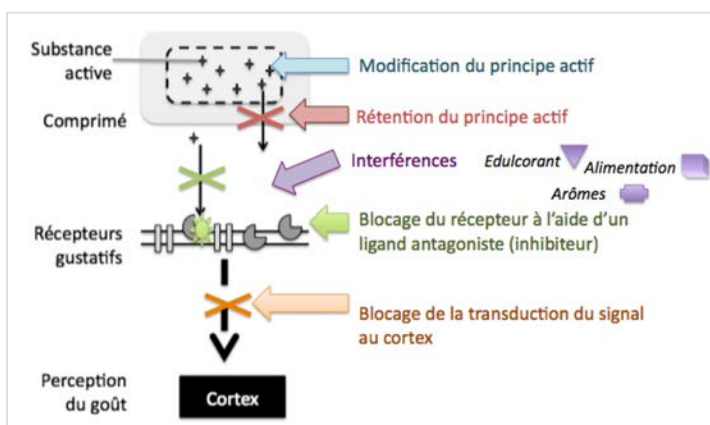 Substance
active
Modification du principe actif
Comprimé
Rétention du principe actif
Interférences
Edulcorant
Alimentation
Arômes
Récepteurs
gustatifs
Blocage du récepteur à l'aide d'un
ligand antagoniste (inhibiteur)
Blocage de la transduction du signal
au cortex
Perception
du goût
Cortex